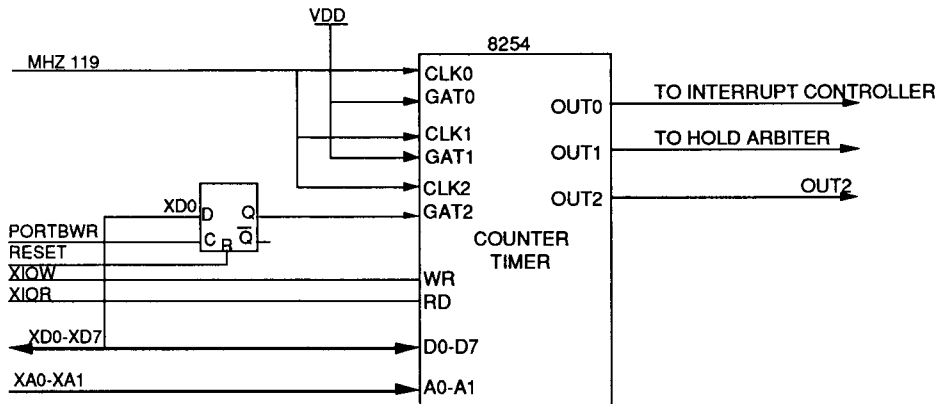 VDD
8254
MHZ 119
CLK0
GAT0
OUT0
TO INTERRUPT CONTROLLER
CLK1
GAT1
OUT1
TO HOLD ARBITER
CLK2
OUT2
OUT2
XD0
D
Q
GAT2
PORTBWR
C
Q
R
COUNTER
TIMER
RESET
XIOW
WR
XIOR
RD
XD0-XD7
D0-D7
XA0-XA1
A0-A1